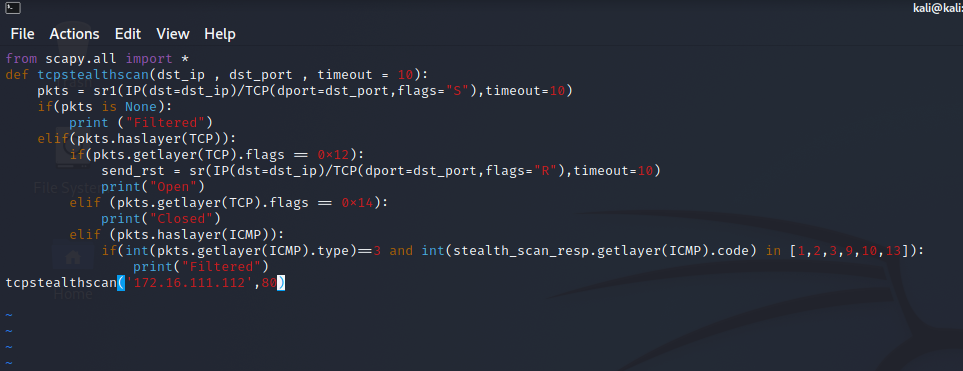 kali@kali:
File Actions Edit View Help
from scapy.all import *
def tcpstealthscan(dst_ip , dst_port , timeout = 10):
    pkts = sr1(IP(dst=dst_ip)/TCP(dport=dst_port,flags="S"),timeout=10)
    if(pkts is None):
        print ("Filtered")
    elif(pkts.haslayer(TCP)):
        if(pkts.getlayer(TCP).flags == 0x12):
            send_rst = sr(IP(dst=dst_ip)/TCP(dport=dst_port,flags="R"),timeout=10)
            print("Open")
        elif (pkts.getlayer(TCP).flags == 0x14):
            print("Closed")
        elif (pkts.haslayer(ICMP)):
            if(int(pkts.getlayer(ICMP).type)==3 and int(stealth_scan_resp.getlayer(ICMP).code) in [1,2,3,9,10,13]):
                print("Filtered")
tcpstealthscan('172.16.111.112',80)
~
~
~
~
File System
Home